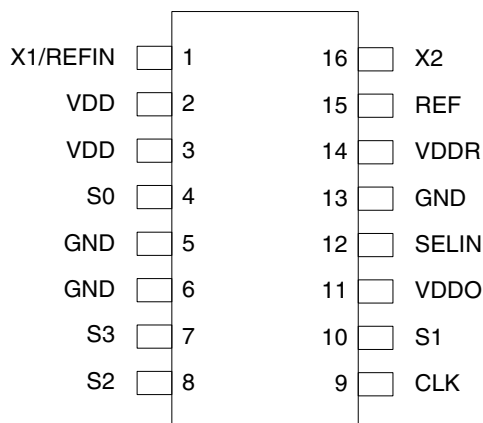 X1/REFIN 1 16 X2
VDD 2 15 REF
VDD 3 14 VDDR
S0 4 13 GND
GND 5 12 SELIN
GND 6 11 VDDO
S3 7 10 S1
S2 8 9 CLK